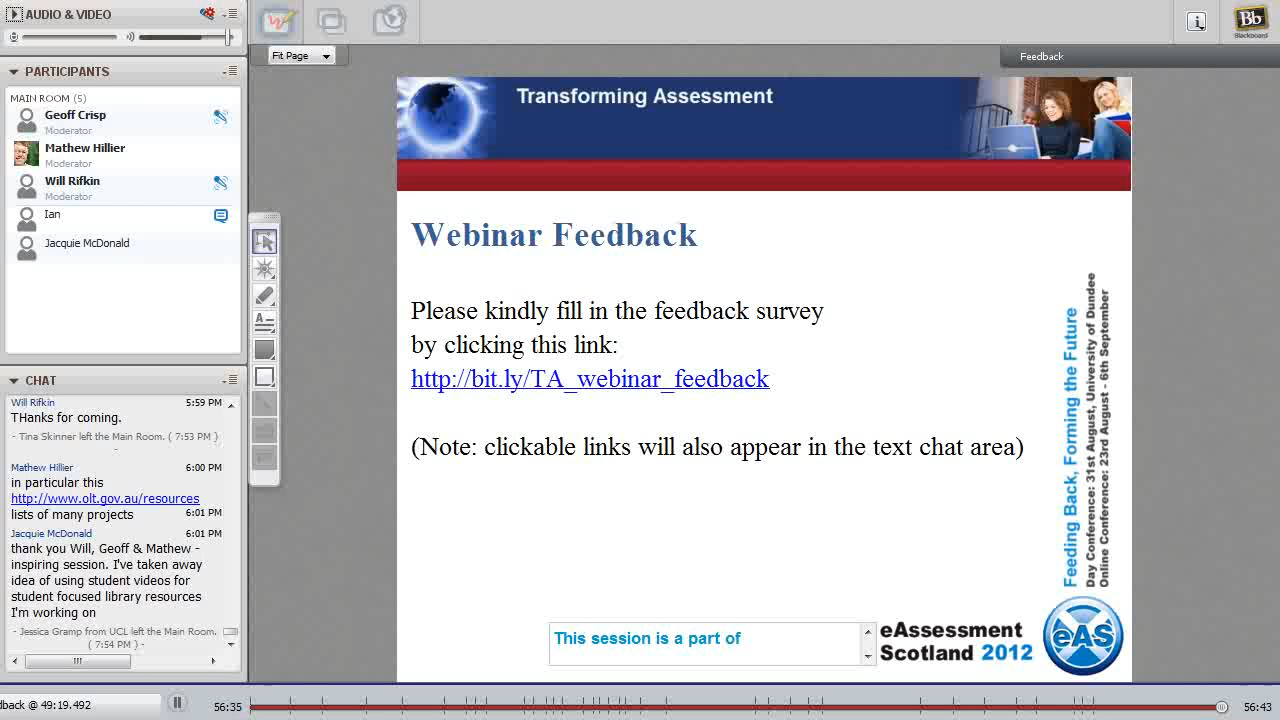 AUDIO & VIDEO
PARTICIPANTS
MAIN ROOM (5)
Geoff Crisp
Moderator
Mathew Hillier
Moderator
Will Rifkin
Moderator
Ian
Jacquie McDonald
CHAT
Will Rifkin 5:59 PM
THanks for coming.
- Tina Skinner left the Main Room. ( 7:53 PM )
-
Mathew Hillier 6:00 PM
in particular this
http://www.olt.gov.au/resources
lists of many projects 6:01 PM
Jacquie McDonald 6:01 PM
thank you Will, Geoff & Mathew -
inspiring session. I've taken away
idea of using student videos for
student focused library resources
I'm working on
- Jessica Gramp from UCL left the Main Room.
( 7:54 PM ) -
Fit Page
Feedback
Bb
Blackboard
Transforming Assessment
Webinar Feedback
Please kindly fill in the feedback survey
by clicking this link:
http://bit.ly/TA_webinar_feedback
(Note: clickable links will also appear in the text chat area)
Feeding Back, Forming the Future
Day Conference: 31st August, University of Dundee
Online Conference: 23rd August - 6th September
This session is a part of
eAssessment
Scotland 2012
eAS
dback @ 49:19.492
56:35
56:43